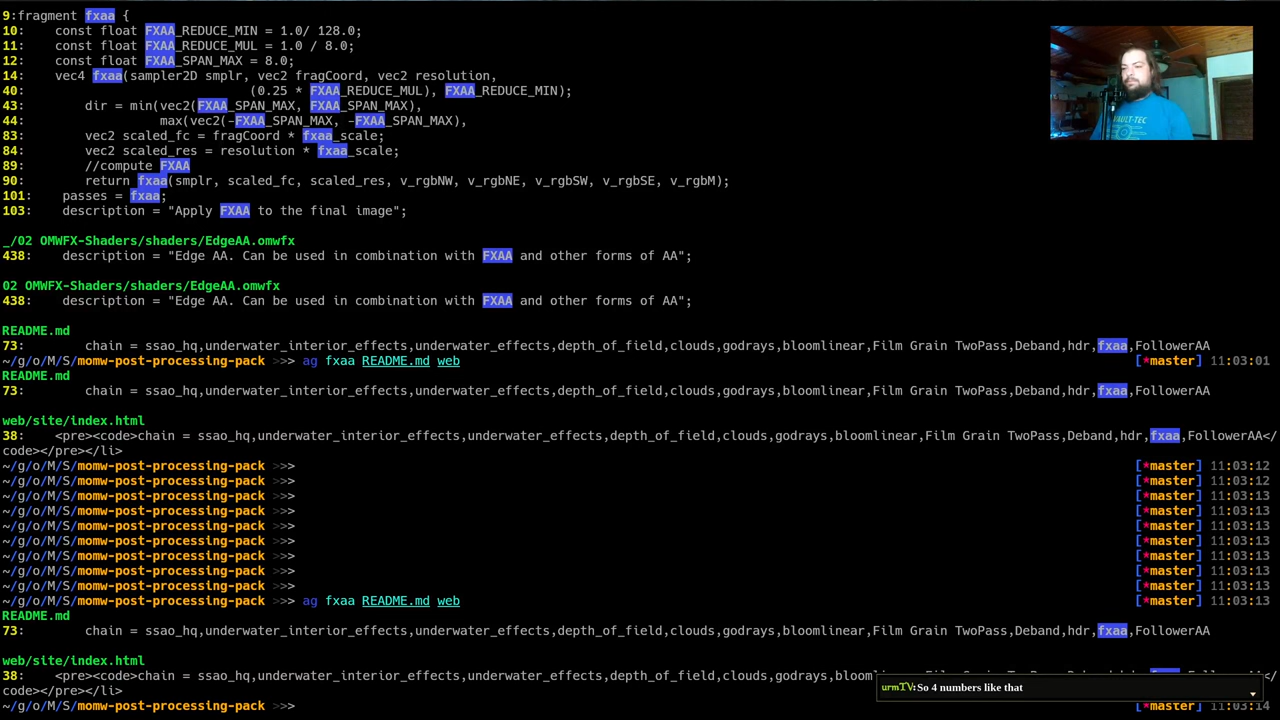 9:fragment fxaa {
10:    const float FXAA_REDUCE_MIN = 1.0/ 128.0;
11:    const float FXAA_REDUCE_MUL = 1.0 / 8.0;
12:    const float FXAA_SPAN_MAX = 8.0;
14:    vec4 fxaa(sampler2D smplr, vec2 fragCoord, vec2 resolution,
40:                              (0.25 * FXAA_REDUCE_MUL), FXAA_REDUCE_MIN);
43:        dir = min(vec2(FXAA_SPAN_MAX, FXAA_SPAN_MAX),
44:                  max(vec2(-FXAA_SPAN_MAX, -FXAA_SPAN_MAX),
83:        vec2 scaled_fc = fragCoord * fxaa_scale;
84:        vec2 scaled_res = resolution * fxaa_scale;
89:        //compute FXAA
90:        return fxaa(smplr, scaled_fc, scaled_res, v_rgbNW, v_rgbNE, v_rgbSW, v_rgbSE, v_rgbM);
101:    passes = fxaa;
103:    description = "Apply FXAA to the final image";
_/02 OMWFX-Shaders/shaders/EdgeAA.omwfx
438:    description = "Edge AA. Can be used in combination with FXAA and other forms of AA";
02 OMWFX-Shaders/shaders/EdgeAA.omwfx
438:    description = "Edge AA. Can be used in combination with FXAA and other forms of AA";
README.md
73:        chain = ssao_hq,underwater_interior_effects,underwater_effects,depth_of_field,clouds,godrays,bloomlinear,Film Grain TwoPass,Deband,hdr,fxaa,FollowerAA
~/g/o/M/S/momw-post-processing-pack >>> ag fxaa README.md web [*master] 11:03:01
README.md
73:        chain = ssao_hq,underwater_interior_effects,underwater_effects,depth_of_field,clouds,godrays,bloomlinear,Film Grain TwoPass,Deband,hdr,fxaa,FollowerAA
web/site/index.html
38:    <pre><code>chain = ssao_hq,underwater_interior_effects,underwater_effects,depth_of_field,clouds,godrays,bloomlinear,Film Grain TwoPass,Deband,hdr,fxaa,FollowerAA</
code></pre></li>
~/g/o/M/S/momw-post-processing-pack >>> [*master] 11:03:12
~/g/o/M/S/momw-post-processing-pack >>> [*master] 11:03:12
~/g/o/M/S/momw-post-processing-pack >>> [*master] 11:03:13
~/g/o/M/S/momw-post-processing-pack >>> [*master] 11:03:13
~/g/o/M/S/momw-post-processing-pack >>> [*master] 11:03:13
~/g/o/M/S/momw-post-processing-pack >>> [*master] 11:03:13
~/g/o/M/S/momw-post-processing-pack >>> [*master] 11:03:13
~/g/o/M/S/momw-post-processing-pack >>> [*master] 11:03:13
~/g/o/M/S/momw-post-processing-pack >>> [*master] 11:03:13
~/g/o/M/S/momw-post-processing-pack >>> ag fxaa README.md web [*master] 11:03:13
README.md
73:        chain = ssao_hq,underwater_interior_effects,underwater_effects,depth_of_field,clouds,godrays,bloomlinear,Film Grain TwoPass,Deband,hdr,fxaa,FollowerAA
web/site/index.html
38:    <pre><code>chain = ssao_hq,underwater_interior_effects,underwater_effects,depth_of_field,clouds,godrays,bloom
code></pre></li>
~/g/o/M/S/momw-post-processing-pack >>> 11:03:14
urmTV: So 4 numbers like that
VAULT-TEC